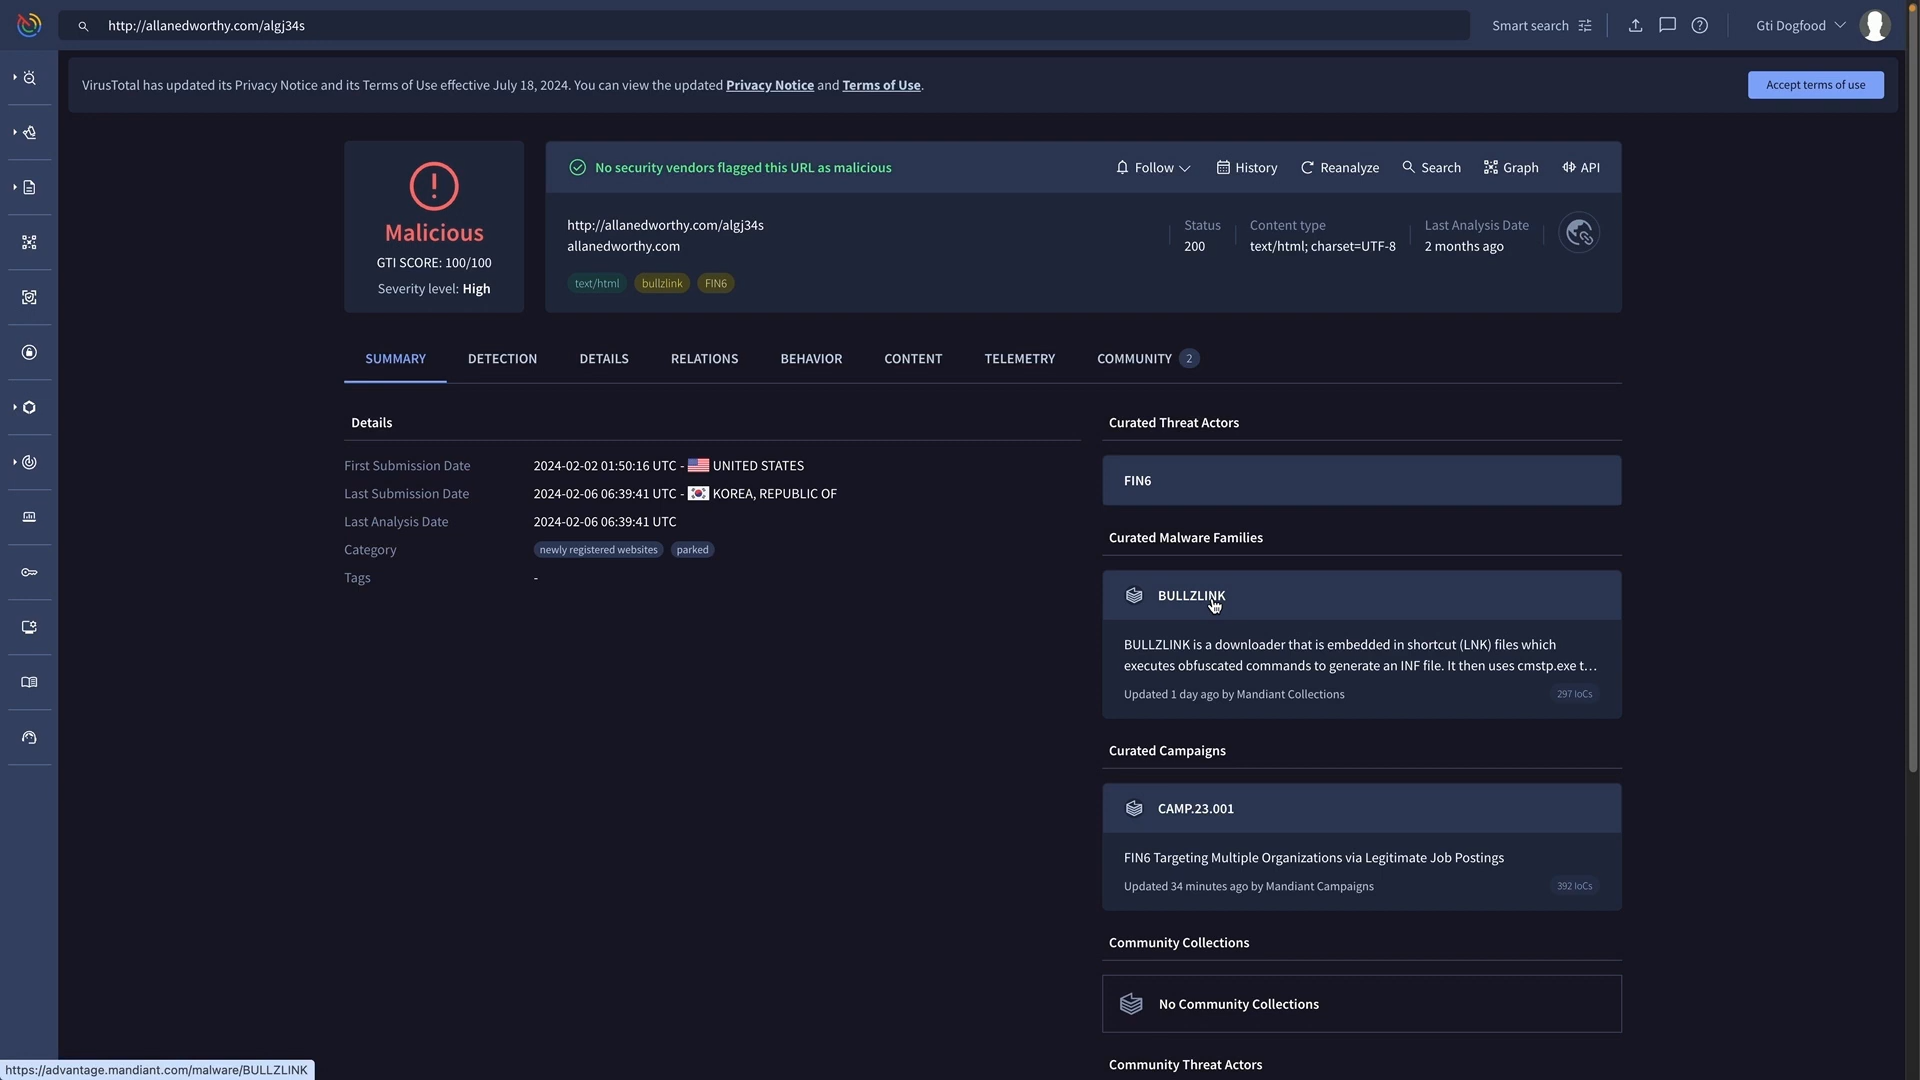 http://allanedworthy.com/algj34s
Smart search
Gti Dogfood
VirusTotal has updated its Privacy Notice and its Terms of Use effective July 18, 2024. You can view the updated Privacy Notice and Terms of Use.
Accept terms of use
Malicious
GTI SCORE: 100/100
Severity level: High
No security vendors flagged this URL as malicious
Follow
History
Reanalyze
Search
Graph
API
http://allanedworthy.com/algj34s
allanedworthy.com
text/html
bullzlink
FIN6
Status
200
Content type
text/html; charset=UTF-8
Last Analysis Date
2 months ago
SUMMARY
DETECTION
DETAILS
RELATIONS
BEHAVIOR
CONTENT
TELEMETRY
COMMUNITY 2
Details
First Submission Date 2024-02-02 01:50:16 UTC - UNITED STATES
Last Submission Date 2024-02-06 06:39:41 UTC - KOREA, REPUBLIC OF
Last Analysis Date 2024-02-06 06:39:41 UTC
Category newly registered websites parked
Tags -
Curated Threat Actors
FIN6
Curated Malware Families
BULLZLINK
BULLZLINK is a downloader that is embedded in shortcut (LNK) files which
executes obfuscated commands to generate an INF file. It then uses cmstp.exe t…
Updated 1 day ago by Mandiant Collections
297 IoCs
Curated Campaigns
CAMP.23.001
FIN6 Targeting Multiple Organizations via Legitimate Job Postings
Updated 34 minutes ago by Mandiant Campaigns
392 IoCs
Community Collections
No Community Collections
Community Threat Actors
https://advantage.mandiant.com/malware/BULLZLINK